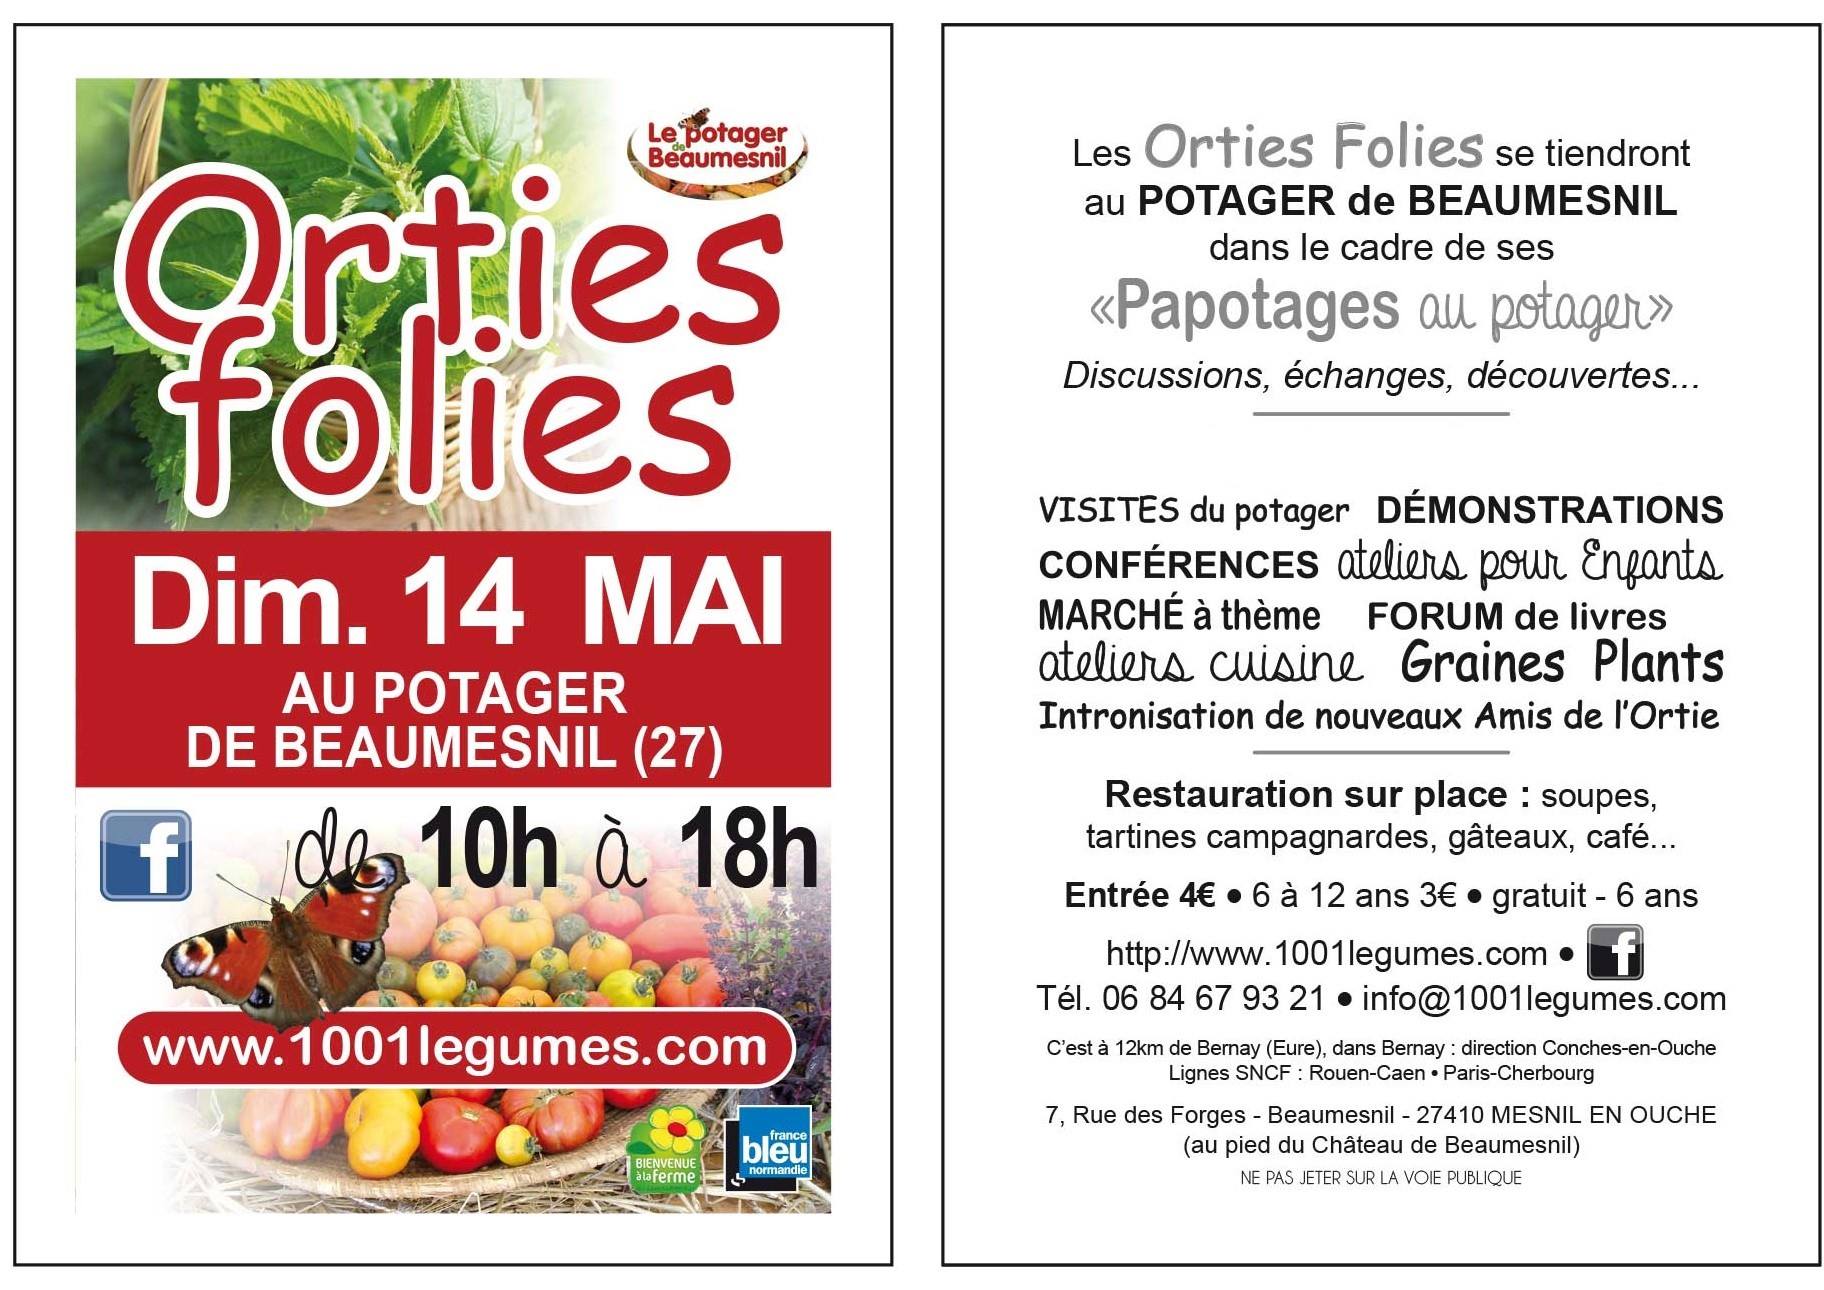 Le potager
de
Beaumesnil
Orties
folies
Dim. 14 MAI
AU POTAGER
DE BEAUMESNIL (27)
f
de 10h à 18h
www.1001legumes.com
BIENVENUE
à la ferme
france
bleu
normandie
Les Orties Folies se tiendront
au POTAGER de BEAUMESNIL
dans le cadre de ses
«Papotages au potager»
Discussions, échanges, découvertes...
VISITES du potager DÉMONSTRATIONS
CONFÉRENCES ateliers pour Enfants
MARCHÉ à thème FORUM de livres
ateliers cuisine Graines Plants
Intronisation de nouveaux Amis de l'Ortie
Restauration sur place : soupes,
tartines campagnardes, gâteaux, café...
Entrée 4€ • 6 à 12 ans 3€ • gratuit - 6 ans
http://www.1001legumes.com • f
Tél. 06 84 67 93 21 • info@1001legumes.com
C'est à 12km de Bernay (Eure), dans Bernay : direction Conches-en-Ouche
Lignes SNCF : Rouen-Caen • Paris-Cherbourg
7, Rue des Forges - Beaumesnil - 27410 MESNIL EN OUCHE
(au pied du Château de Beaumesnil)
NE PAS JETER SUR LA VOIE PUBLIQUE